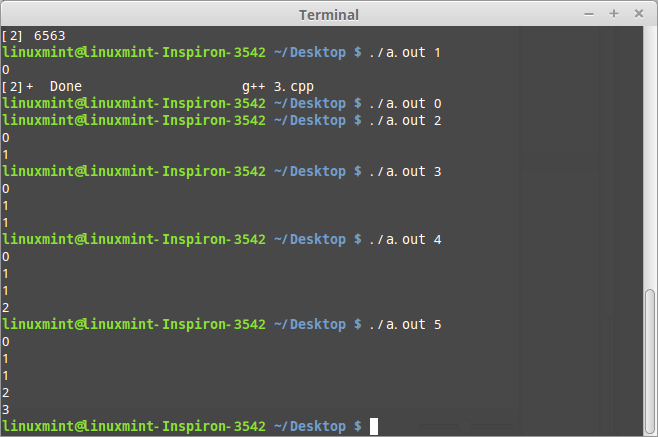 Terminal
[2] 6563
linuxmint@linuxmint-Inspiron-3542 ~/Desktop $ ./a.out 1
0
[2]+ Done g++ 3.cpp
linuxmint@linuxmint-Inspiron-3542 ~/Desktop $ ./a.out 0
linuxmint@linuxmint-Inspiron-3542 ~/Desktop $ ./a.out 2
0
1
linuxmint@linuxmint-Inspiron-3542 ~/Desktop $ ./a.out 3
0
1
1
linuxmint@linuxmint-Inspiron-3542 ~/Desktop $ ./a.out 4
0
1
1
2
linuxmint@linuxmint-Inspiron-3542 ~/Desktop $ ./a.out 5
0
1
1
2
3
linuxmint@linuxmint-Inspiron-3542 ~/Desktop $